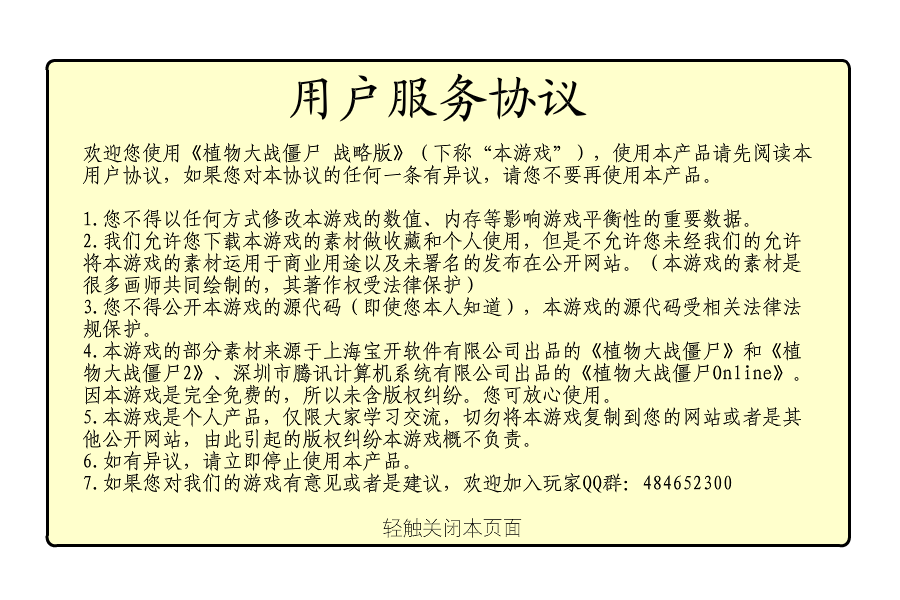 用户服务协议
欢迎您使用《植物大战僵尸 战略版》（下称“本游戏”），使用本产品请先阅读本
用户协议，如果您对本协议的任何一条有异议，请您不要再使用本产品。
1.您不得以任何方式修改本游戏的数值、内存等影响游戏平衡性的重要数据。
2.我们允许您下载本游戏的素材做收藏和个人使用，但是不允许您未经我们的允许
将本游戏的素材运用于商业用途以及未署名的发布在公开网站。（本游戏的素材是
很多画师共同绘制的，其著作权受法律保护）
3.您不得公开本游戏的源代码（即使您本人知道），本游戏的源代码受相关法律法
规保护。
4.本游戏的部分素材来源于上海宝开软件有限公司出品的《植物大战僵尸》和《植
物大战僵尸2》、深圳市腾讯计算机系统有限公司出品的《植物大战僵尸Online》。
因本游戏是完全免费的，所以未含版权纠纷。您可放心使用。
5.本游戏是个人产品，仅限大家学习交流，切勿将本游戏复制到您的网站或者是其
他公开网站，由此引起的版权纠纷本游戏概不负责。
6.如有异议，请立即停止使用本产品。
7.如果您对我们的游戏有意见或者是建议，欢迎加入玩家QQ群：484652300
轻触关闭本页面